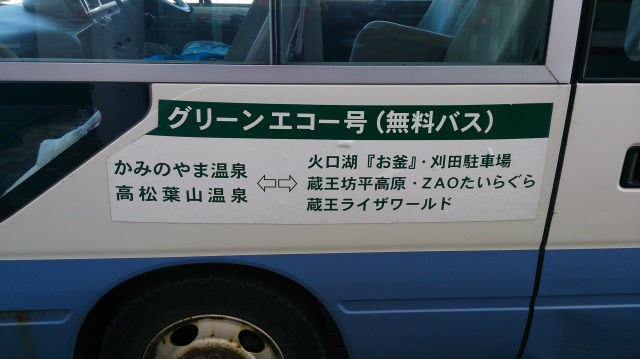 グリーンエコー号(無料バス)
かみのやま温泉
高松葉山温泉
⇦⇨
火口湖『お釜』・刈田駐車場
蔵王坊平高原・ZAOたいらぐら
蔵王ライザワールド